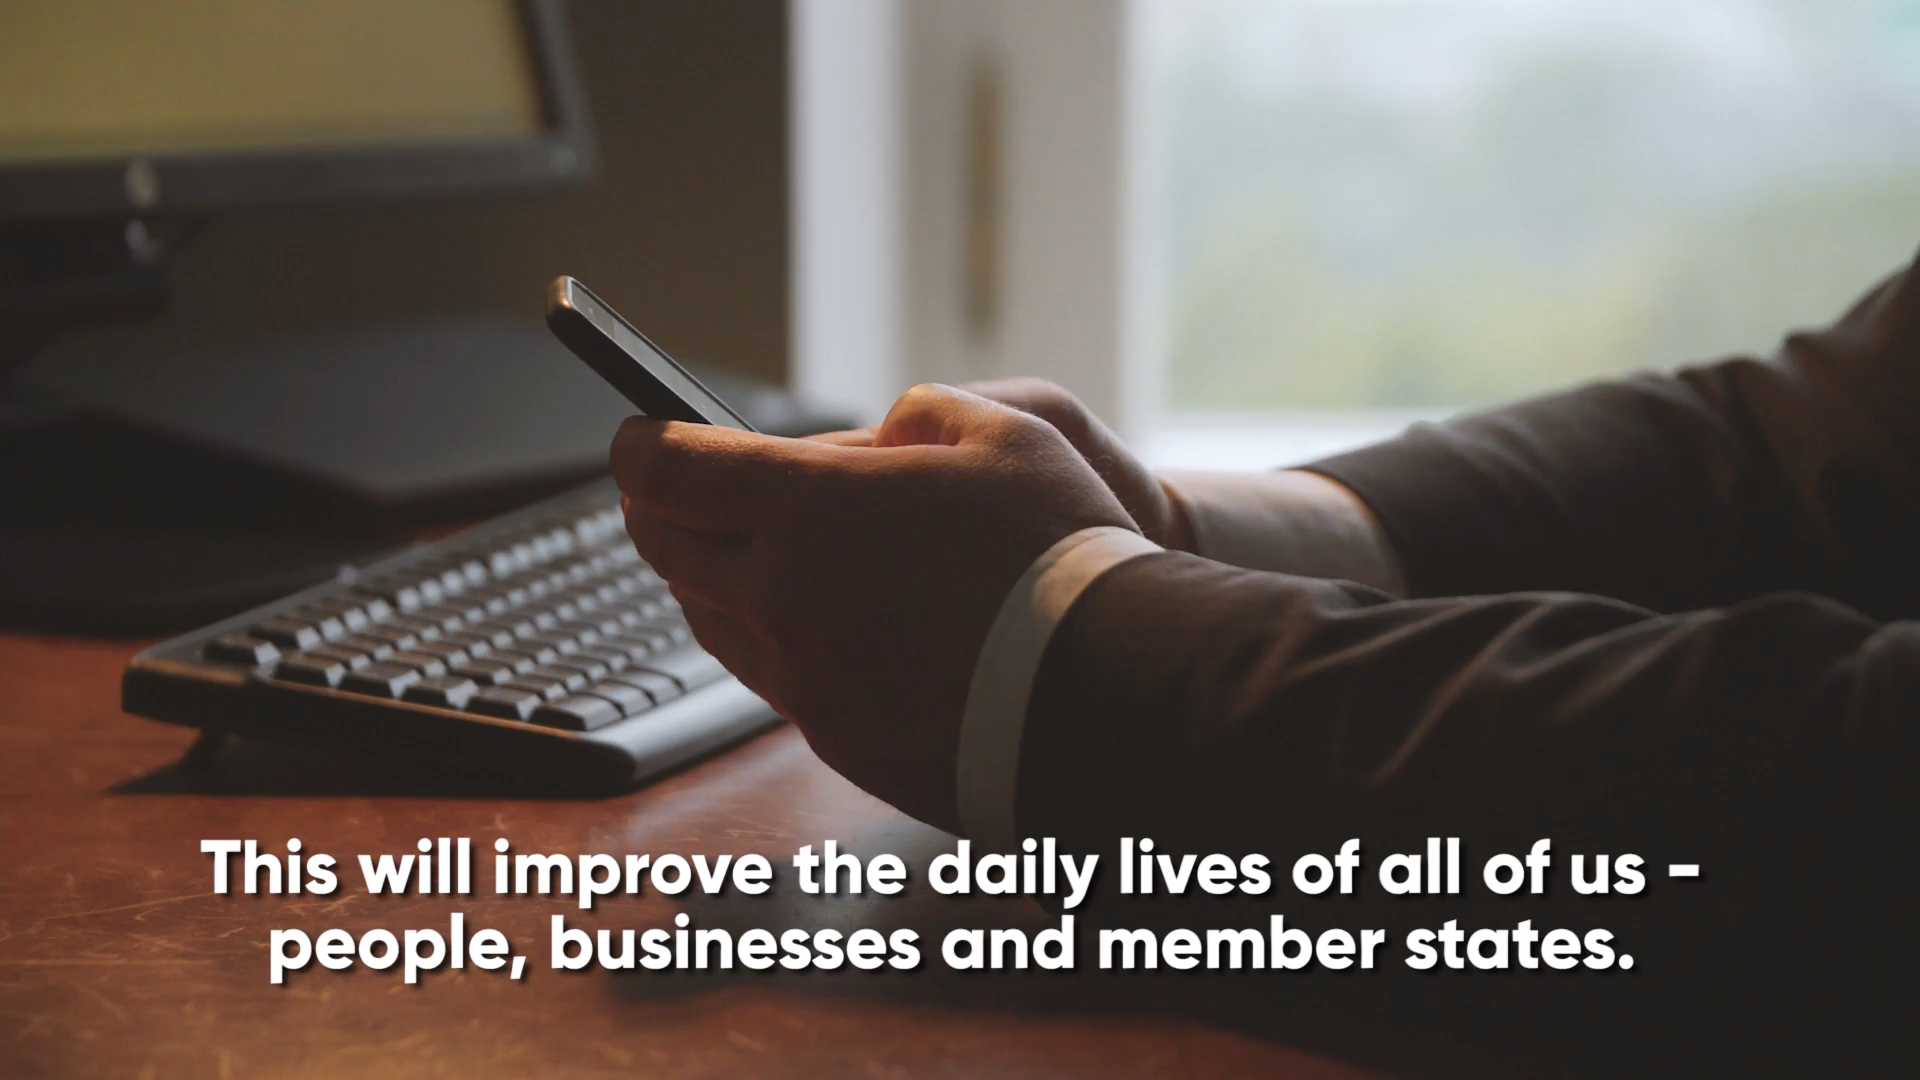 This will improve the daily lives of all of us -
people, businesses and member states.